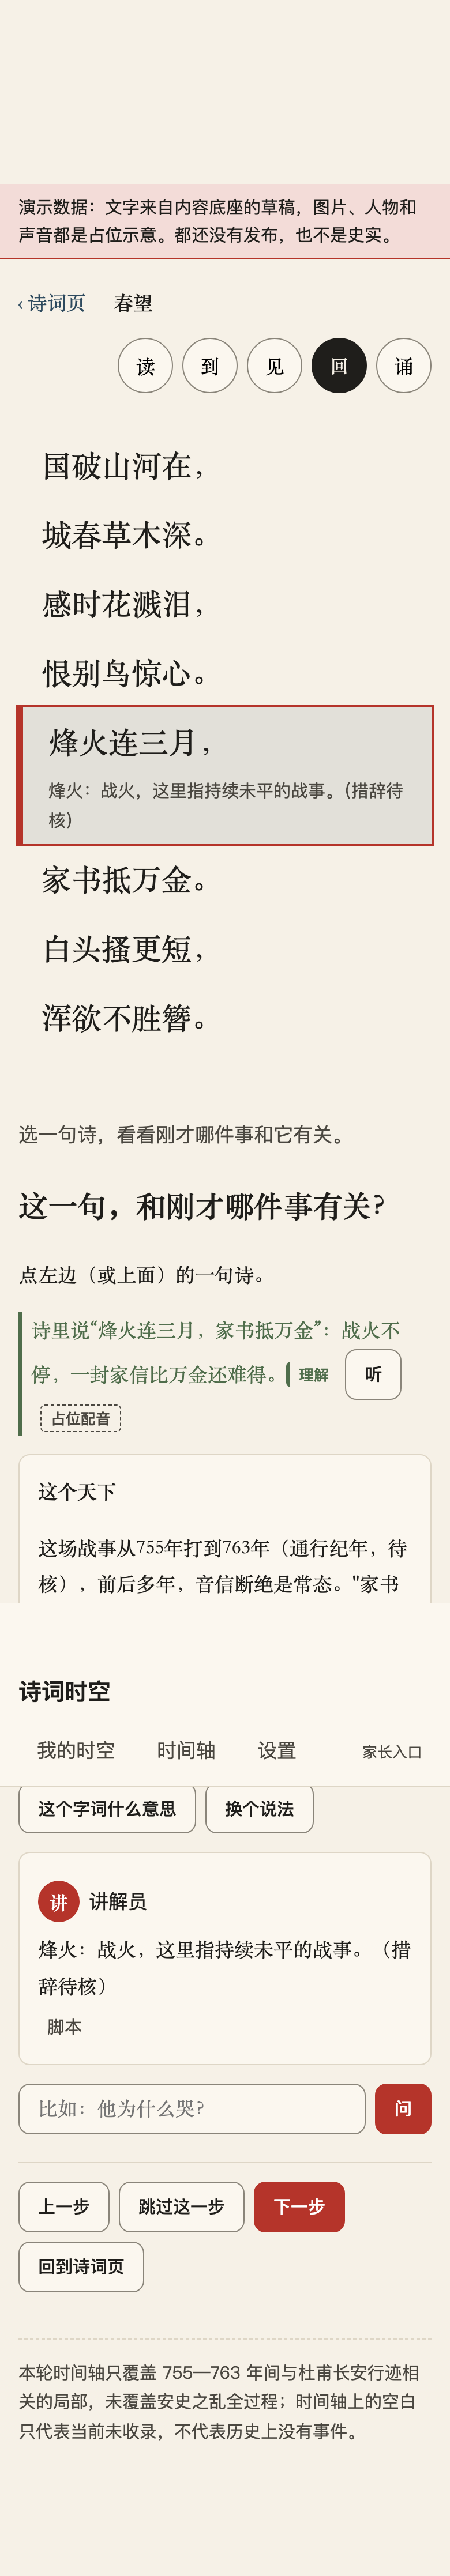 演示数据：文字来自内容底座的草稿，图片、人物和
声音都是占位示意。都还没有发布，也不是史实。
‹ 诗词页 春望
读 到 见 回 诵
国破山河在，
城春草木深。
感时花溅泪，
恨别鸟惊心。
烽火连三月，
烽火：战火，这里指持续未平的战事。（措辞待
核）
家书抵万金。
白头搔更短，
浑欲不胜簪。
选一句诗，看看刚才哪件事和它有关。
这一句，和刚才哪件事有关？
点左边（或上面）的一句诗。
诗里说“烽火连三月，家书抵万金”：战火不
停，一封家信比万金还难得。 理解 听
占位配音
这个天下
这场战事从755年打到763年（通行纪年，待
核），前后多年，音信断绝是常态。"家书
诗词时空
我的时空 时间轴 设置 家长入口
这个字词什么意思 换个说法
讲 讲解员
烽火：战火，这里指持续未平的战事。（措
辞待核）
脚本
比如：他为什么哭？ 问
上一步 跳过这一步 下一步
回到诗词页
本轮时间轴只覆盖 755—763 年间与杜甫长安行迹相
关的局部，未覆盖安史之乱全过程；时间轴上的空白
只代表当前未收录，不代表历史上没有事件。